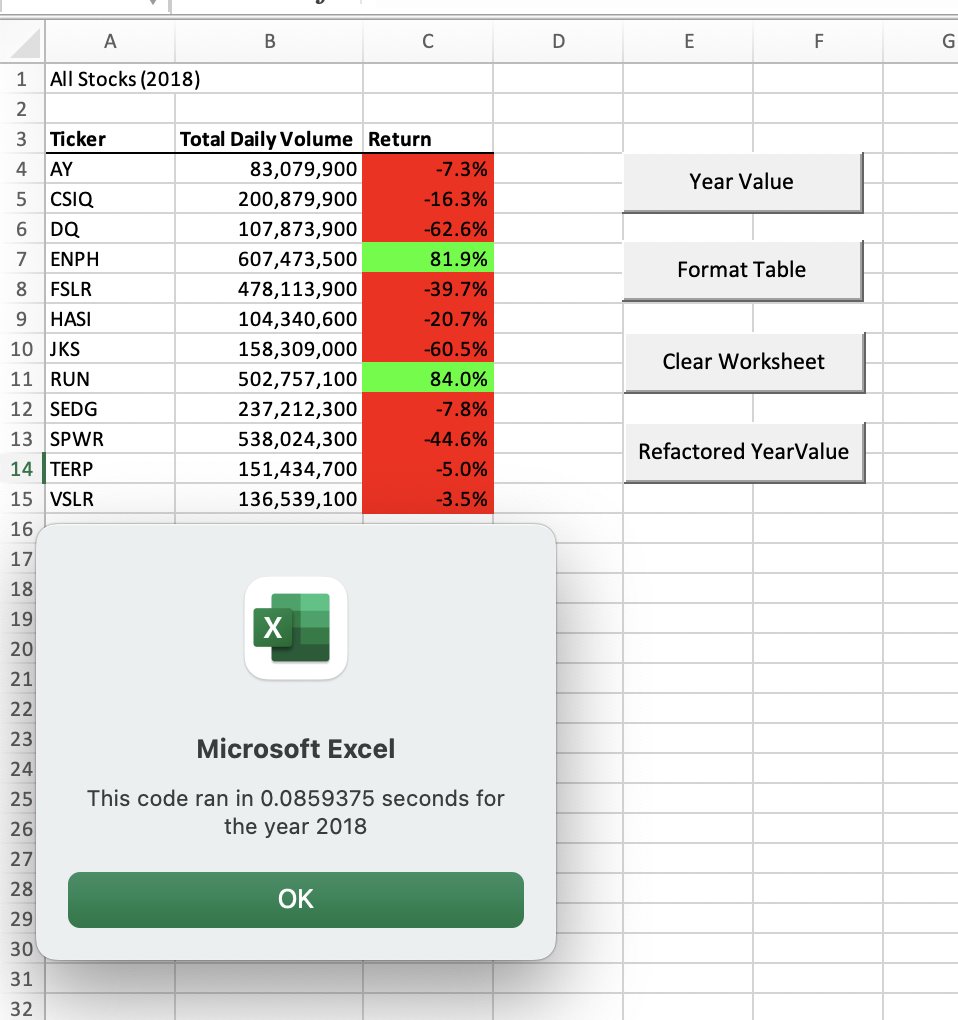 A B C D E F G
1 All Stocks (2018)
2
3 Ticker Total Daily Volume Return
4 AY 83,079,900 -7.3%
Year Value
5 CSIQ 200,879,900 -16.3%
6 DQ 107,873,900 -62.6%
7 ENPH 607,473,500 81.9%
Format Table
8 FSLR 478,113,900 -39.7%
9 HASI 104,340,600 -20.7%
10 JKS 158,309,000 -60.5%
Clear Worksheet
11 RUN 502,757,100 84.0%
12 SEDG 237,212,300 -7.8%
13 SPWR 538,024,300 -44.6%
Refactored YearValue
14 TERP 151,434,700 -5.0%
15 VSLR 136,539,100 -3.5%
16
17
18
19
20
21
22
23
24
25
26
27
28
29
30
31
32
X
Microsoft Excel
This code ran in 0.0859375 seconds for
the year 2018
OK